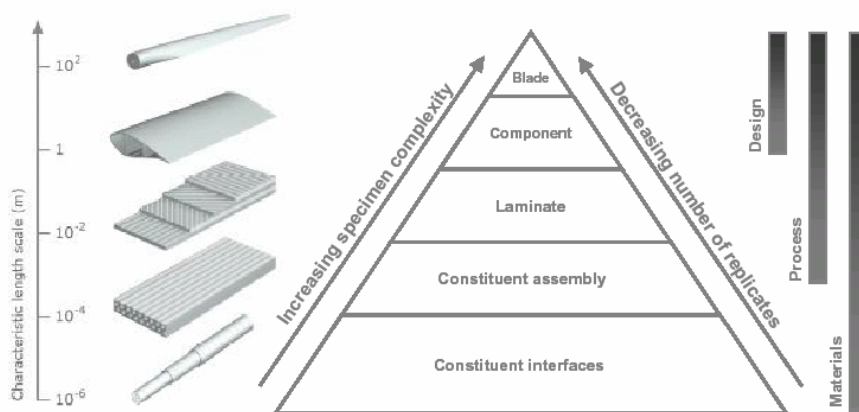 Characteristic length scale (m)
10²
1
10⁻²
10⁻⁴
10⁻⁶
Increasing specimen complexity
Blade
Component
Laminate
Constituent assembly
Constituent interfaces
Decreasing number of replicates
Design
Process
Materials